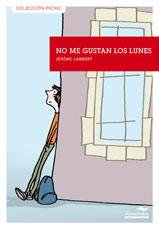 COLECCIÓN PICNIC
NO ME GUSTAN LOS LUNES
JÉRÔME LAMBERT